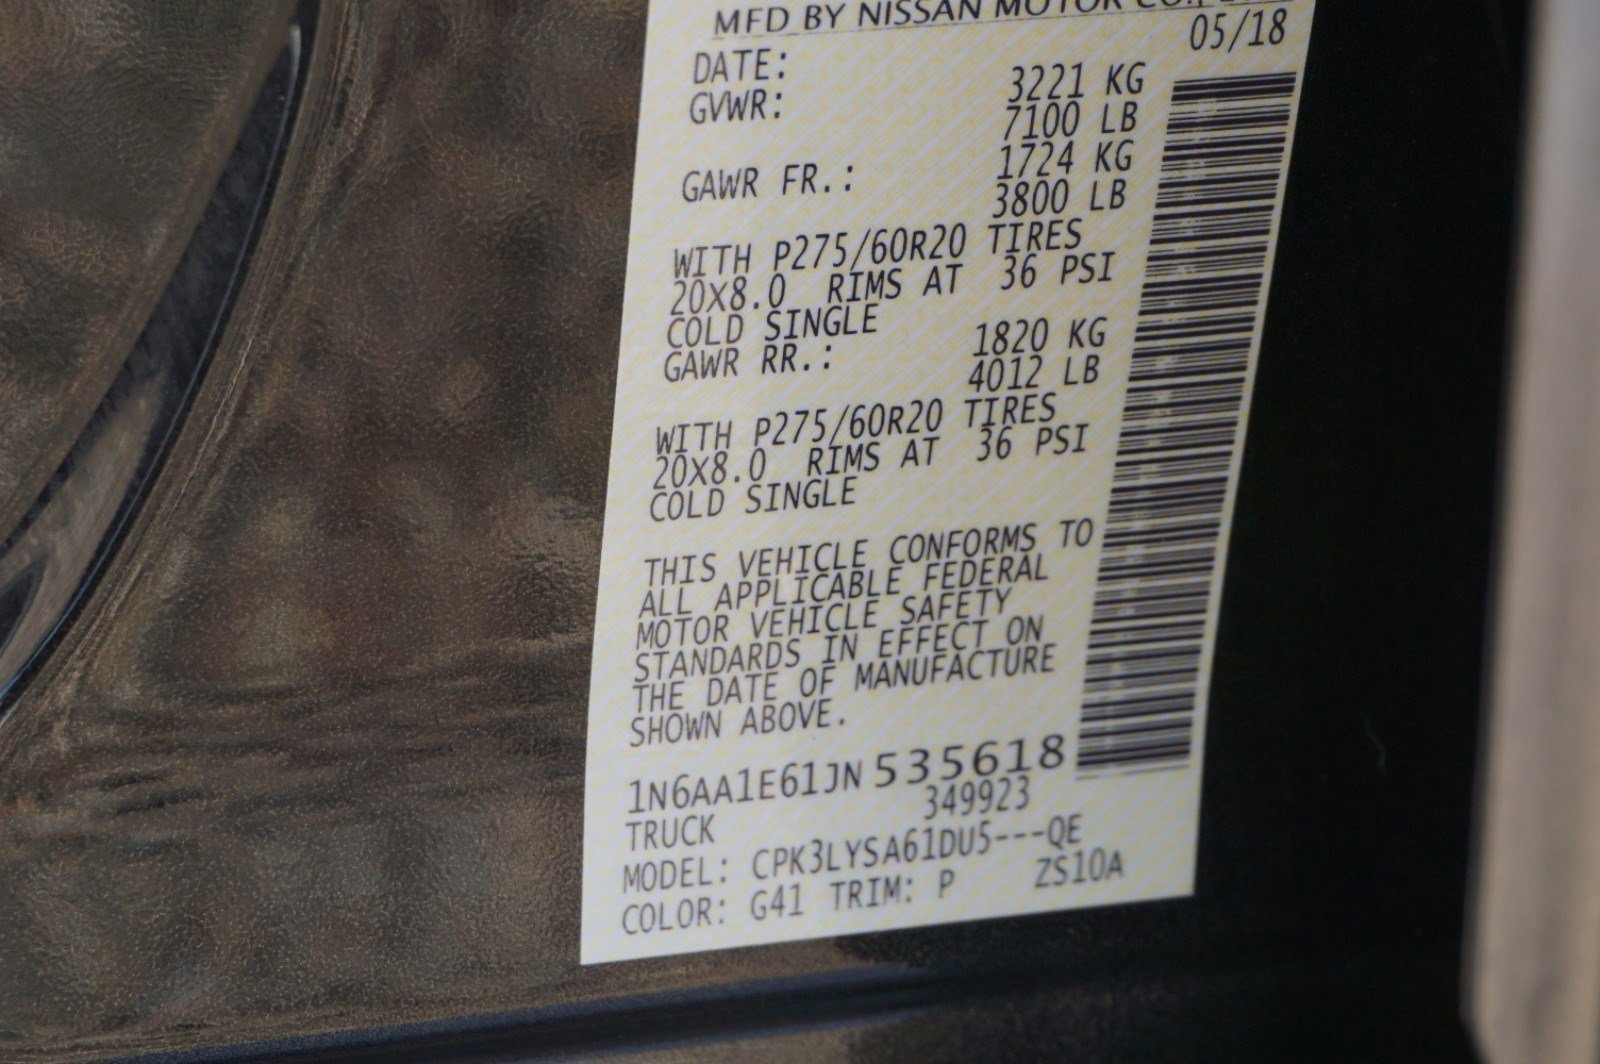 MFD BY NISSAN MOTOR CO.,
DATE: 05/18
GVWR: 3221 KG
7100 LB
GAWR FR.: 1724 KG
3800 LB
WITH P275/60R20 TIRES
20X8.0 RIMS AT 36 PSI
COLD SINGLE
GAWR RR.: 1820 KG
4012 LB
WITH P275/60R20 TIRES
20X8.0 RIMS AT 36 PSI
COLD SINGLE
THIS VEHICLE CONFORMS TO
ALL APPLICABLE FEDERAL
MOTOR VEHICLE SAFETY
STANDARDS IN EFFECT ON
THE DATE OF MANUFACTURE
SHOWN ABOVE.
1N6AA1E61JN535618
TRUCK 349923
MODEL: CPK3LYSA61DU5---QE
COLOR: G41 TRIM: P ZS10A